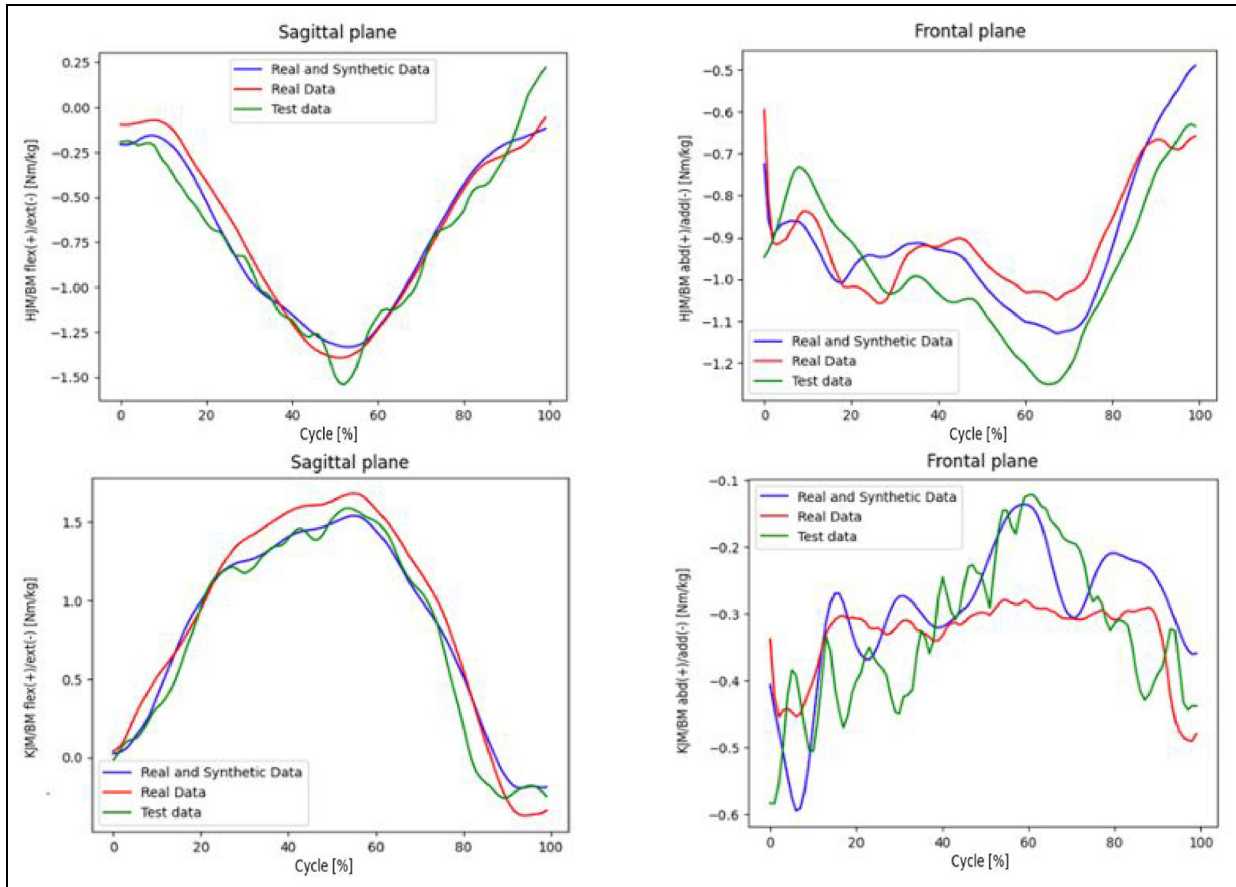 Sagittal plane
HJM/BM flex(+)/ext(-) [Nm/kg]
0.25
0.00
−0.25
−0.50
−0.75
−1.00
−1.25
−1.50
Real and Synthetic Data
Real Data
Test data
0 20 40 60 80 100
Cycle [%]
Frontal plane
HJM/BM abd(+)/add(-) [Nm/kg]
−0.5
−0.6
−0.7
−0.8
−0.9
−1.0
−1.1
−1.2
Real and Synthetic Data
Real Data
Test data
0 20 40 60 80 100
Cycle [%]
Sagittal plane
KJM/BM flex(+)/ext(-) [Nm/kg]
1.5
1.0
0.5
0.0
Real and Synthetic Data
Real Data
Test data
0 20 40 60 80 100
Cycle [%]
Frontal plane
KJM/BM abd(+)/add(-) [Nm/kg]
−0.1
−0.2
−0.3
−0.4
−0.5
−0.6
Real and Synthetic Data
Real Data
Test data
0 20 40 60 80 100
Cycle [%]